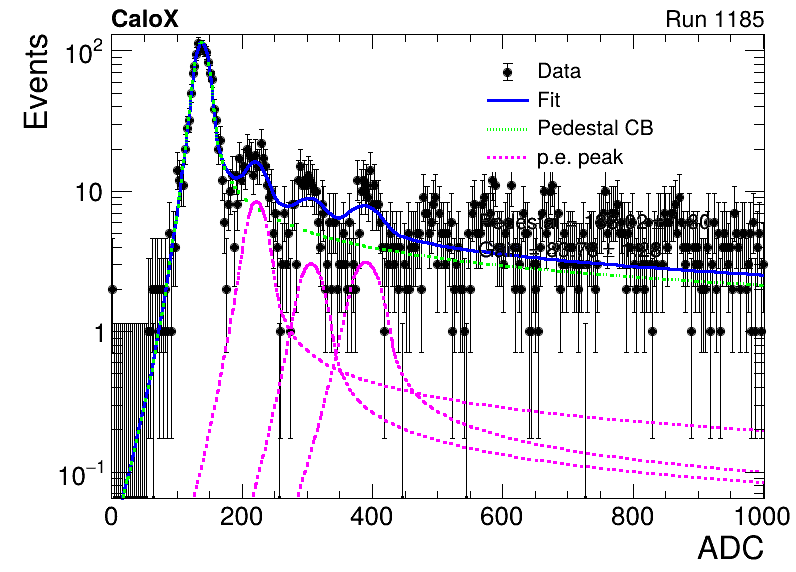 CaloX Run 1185
Events
Data
Fit
Pedestal CB
p.e. peak
10²
10
1
10⁻¹
0 200 400 600 800 1000
ADC